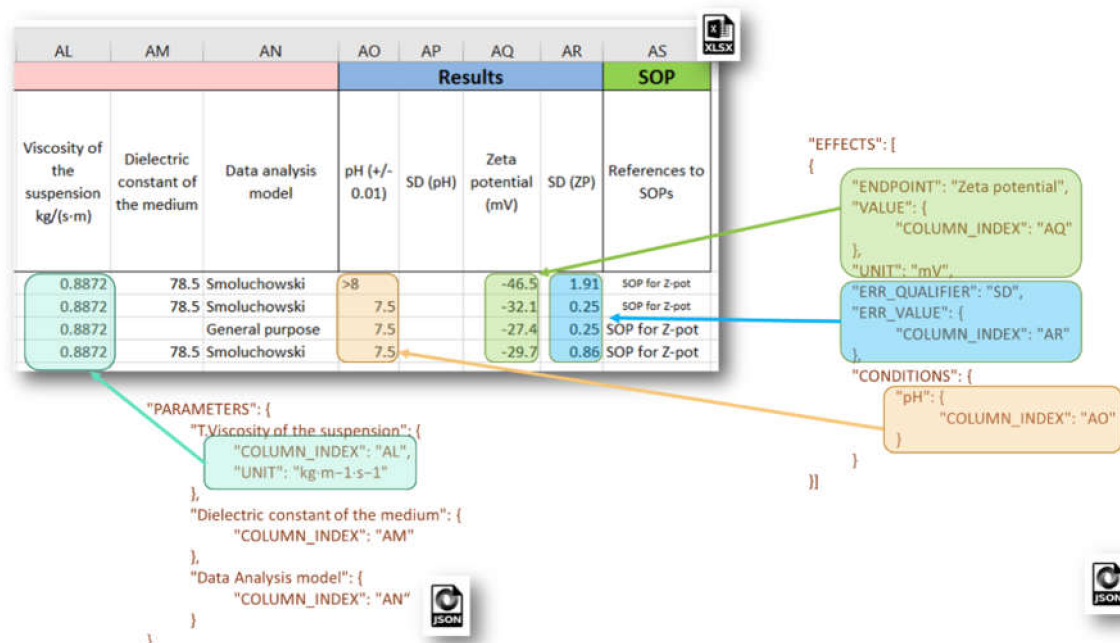 XLSX
AL AM AN AO AP AQ AR AS
Results SOP
Viscosity of the suspension kg/(s·m) Dielectric constant of the medium Data analysis model pH (+/- 0.01) SD (pH) Zeta potential (mV) SD (ZP) References to SOPs
0.8872 78.5 Smoluchowski >8 -46.5 1.91 SOP for Z-pot
0.8872 78.5 Smoluchowski 7.5 -32.1 0.25 SOP for Z-pot
0.8872 General purpose 7.5 -27.4 0.25 SOP for Z-pot
0.8872 78.5 Smoluchowski 7.5 -29.7 0.86 SOP for Z-pot
"EFFECTS": [
{
"ENDPOINT": "Zeta potential",
"VALUE": {
"COLUMN_INDEX": "AQ"
},
"UNIT": "mV",
"ERR_QUALIFIER": "SD",
"ERR_VALUE": {
"COLUMN_INDEX": "AR"
},
"CONDITIONS": {
"pH": {
"COLUMN_INDEX": "AO"
}
}
}]
"PARAMETERS": {
"T.Viscosity of the suspension": {
"COLUMN_INDEX": "AL",
"UNIT": "kg·m−1·s−1"
},
"Dielectric constant of the medium": {
"COLUMN_INDEX": "AM"
},
"Data Analysis model": {
"COLUMN_INDEX": "AN"
}
}
JSON
JSON